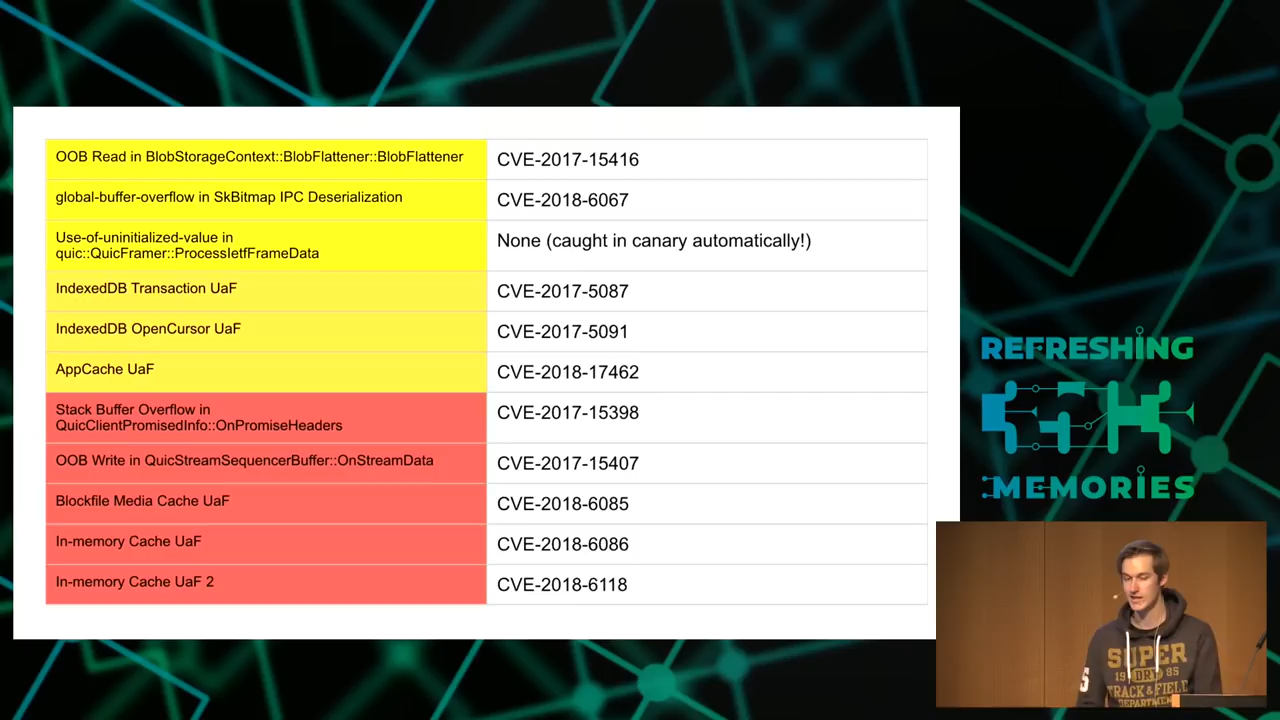 OOB Read in BlobStorageContext::BlobFlattener::BlobFlattener
CVE-2017-15416
global-buffer-overflow in SkBitmap IPC Deserialization
CVE-2018-6067
Use-of-uninitialized-value in
quic::QuicFramer::ProcessIetfFrameData
None (caught in canary automatically!)
IndexedDB Transaction UaF
CVE-2017-5087
IndexedDB OpenCursor UaF
CVE-2017-5091
AppCache UaF
CVE-2018-17462
Stack Buffer Overflow in
QuicClientPromisedInfo::OnPromiseHeaders
CVE-2017-15398
OOB Write in QuicStreamSequencerBuffer::OnStreamData
CVE-2017-15407
Blockfile Media Cache UaF
CVE-2018-6085
In-memory Cache UaF
CVE-2018-6086
In-memory Cache UaF 2
CVE-2018-6118
REFRESHING
MEMORIES
SUPER
19 DRY 95
TRACK & FIELD